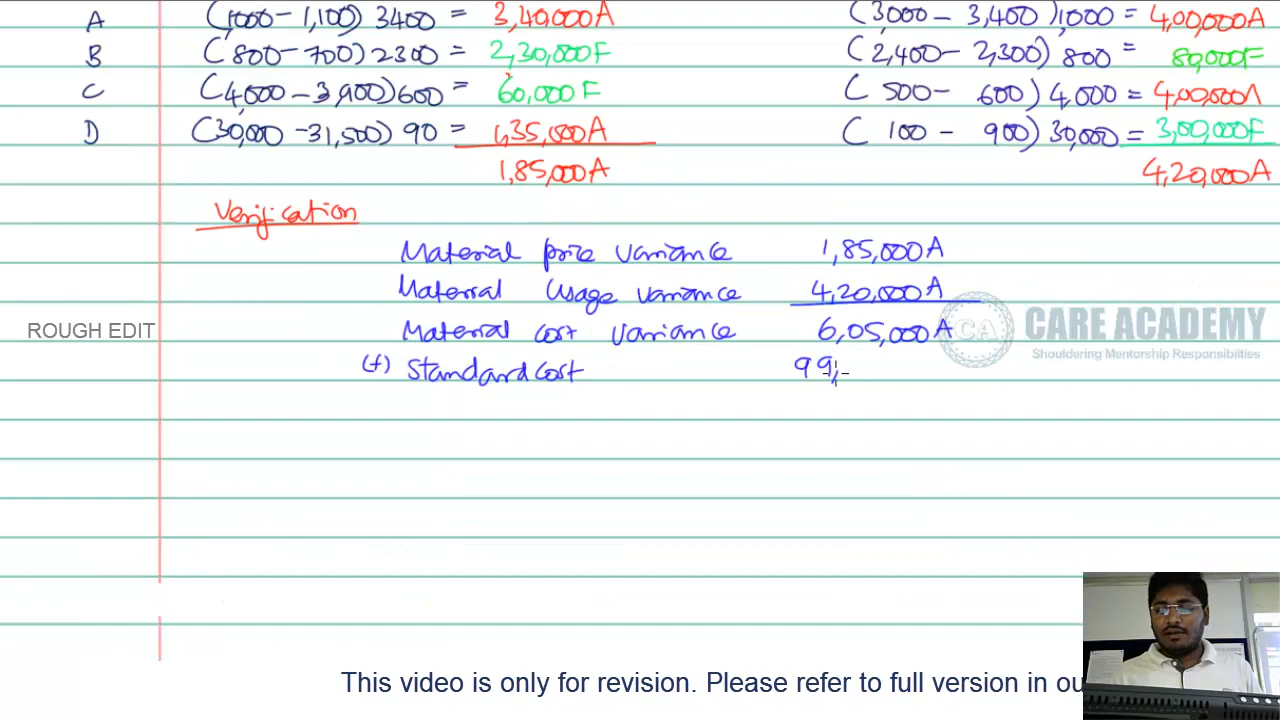 A (1000 - 1,100) 3400 = 3,40,000A (3,000 - 3,400) 1,000 = 4,00,000A
B (800 - 700) 2300 = 2,30,000F (2,400 - 2,300) 800 = 80,000F
C (4,000 - 3,900) 600 = 60,000F (500 - 600) 4,000 = 4,00,000A
D (30,000 - 31,500) 90 = 1,35,000A (100 - 900) 30,000 = 3,00,000F
1,85,000A 4,20,000A
Verification
Material price variance 1,85,000A
Material usage variance 4,20,000A
Material cost variance 6,05,000A
(+) Standard cost 99,
ROUGH EDIT
CA
CARE ACADEMY
Shouldering Mentorship Responsibilities
This video is only for revision. Please refer to full version in ou